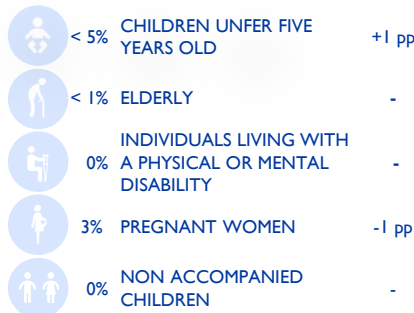 < 5% CHILDREN UNFER FIVE YEARS OLD +1 pp
< 1% ELDERLY -
0% INDIVIDUALS LIVING WITH A PHYSICAL OR MENTAL DISABILITY -
3% PREGNANT WOMEN -1 pp
0% NON ACCOMPANIED CHILDREN -